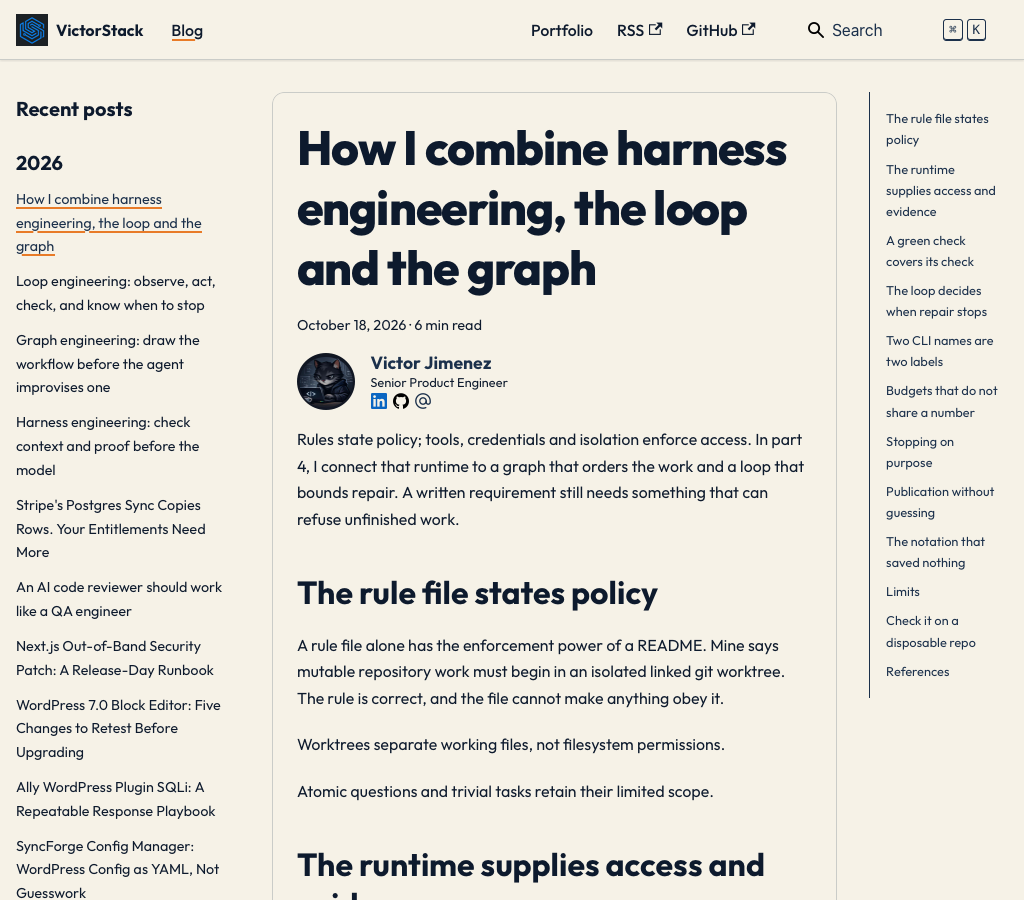 VictorStack
Blog
Portfolio
RSS
GitHub
Search
⌘ K
Recent posts
2026
How I combine harness
engineering, the loop and the
graph
Loop engineering: observe, act,
check, and know when to stop
Graph engineering: draw the
workflow before the agent
improvises one
Harness engineering: check
context and proof before the
model
Stripe's Postgres Sync Copies
Rows. Your Entitlements Need
More
An AI code reviewer should work
like a QA engineer
Next.js Out-of-Band Security
Patch: A Release-Day Runbook
WordPress 7.0 Block Editor: Five
Changes to Retest Before
Upgrading
Ally WordPress Plugin SQLi: A
Repeatable Response Playbook
SyncForge Config Manager:
WordPress Config as YAML, Not
Guesswork
How I combine harness
engineering, the loop
and the graph
October 18, 2026 · 6 min read
Victor Jimenez
Senior Product Engineer
Rules state policy; tools, credentials and isolation enforce access. In part
4, I connect that runtime to a graph that orders the work and a loop that
bounds repair. A written requirement still needs something that can
refuse unfinished work.
The rule file states policy
A rule file alone has the enforcement power of a README. Mine says
mutable repository work must begin in an isolated linked git worktree.
The rule is correct, and the file cannot make anything obey it.
Worktrees separate working files, not filesystem permissions.
Atomic questions and trivial tasks retain their limited scope.
The runtime supplies access and
The rule file states
policy
The runtime
supplies access and
evidence
A green check
covers its check
The loop decides
when repair stops
Two CLI names are
two labels
Budgets that do not
share a number
Stopping on
purpose
Publication without
guessing
The notation that
saved nothing
Limits
Check it on a
disposable repo
References